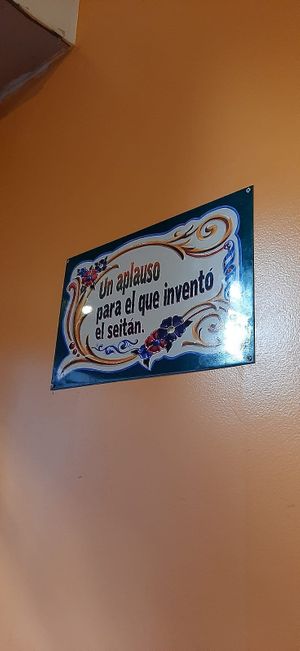 Un aplauso
para el que inventó
el seitán.